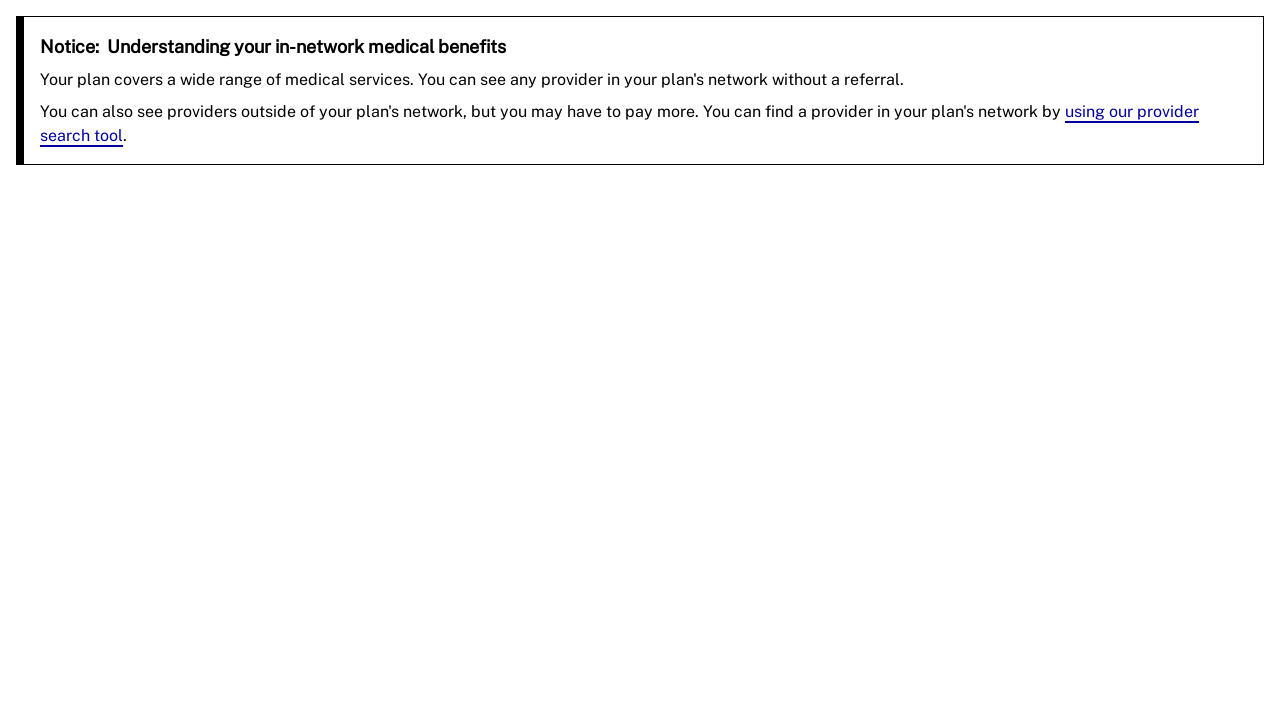 Notice: Understanding your in-network medical benefits
Your plan covers a wide range of medical services. You can see any provider in your plan's network without a referral.
You can also see providers outside of your plan's network, but you may have to pay more. You can find a provider in your plan's network by using our provider
search tool.